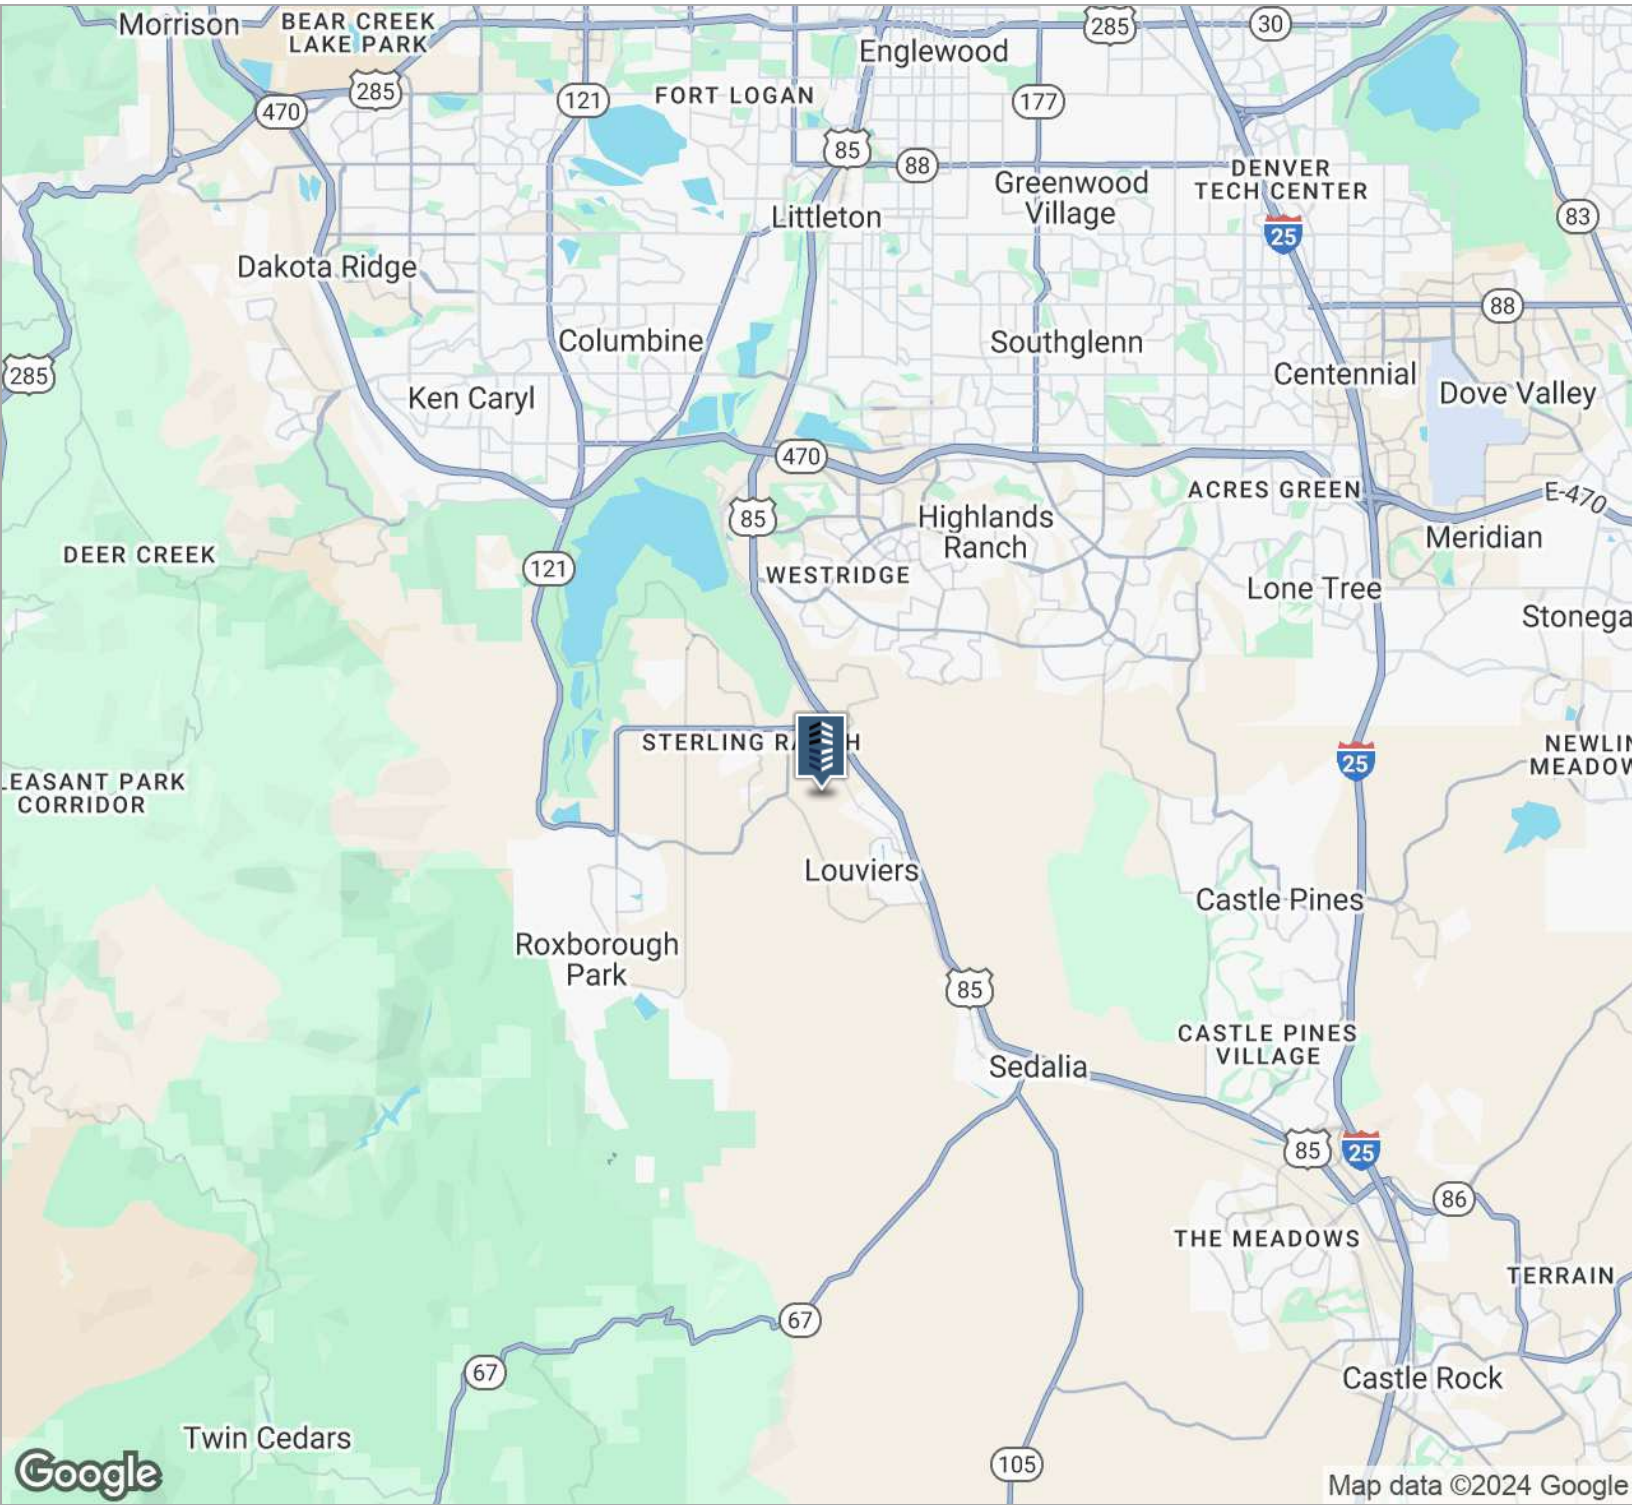 Morrison
BEAR CREEK
LAKE PARK
285
30
Englewood
285
470
121
FORT LOGAN
177
85
88
DENVER
TECH CENTER
Greenwood
Village
Littleton
83
25
Dakota Ridge
88
Columbine
Southglenn
285
Centennial
Dove Valley
Ken Caryl
470
ACRES GREEN
E-470
85
Highlands
Ranch
Meridian
DEER CREEK
121
WESTRIDGE
Lone Tree
Stonega
STERLING RA H
25
NEWLIN
MEADOW
LEASANT PARK
CORRIDOR
Louviers
Castle Pines
Roxborough
Park
85
CASTLE PINES
VILLAGE
Sedalia
85
25
86
THE MEADOWS
TERRAIN
67
67
Castle Rock
Twin Cedars
105
Google
Map data ©2024 Google